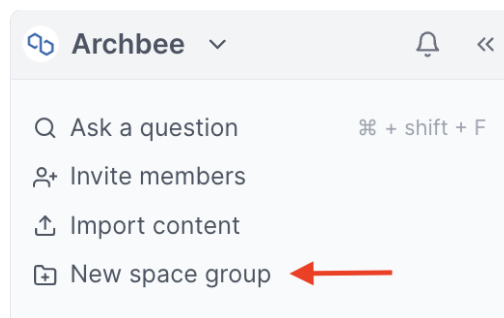 Archbee
Ask a question ⌘ + shift + F
Invite members
Import content
New space group